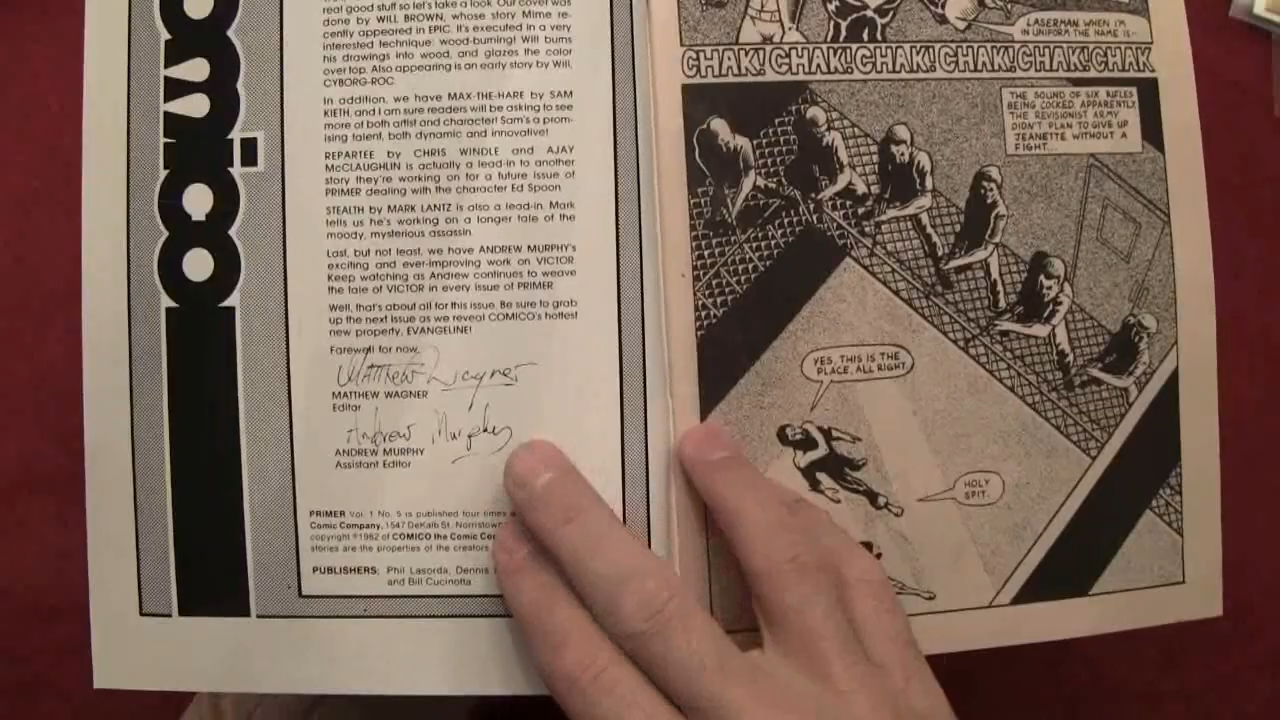 comico
real good stuff so let's take a look. Our cover was
done by WILL BROWN, whose story Mime re-
cently appeared in EPIC. It's executed in a very
interested technique: wood-burning! Will burns
his drawings into wood, and glazes the color
over top. Also appearing is an early story by Will,
CYBORG-ROC.
In addition, we have MAX-THE-HARE by SAM
KIETH, and I am sure readers will be asking to see
more of both artist and character! Sam's a prom-
ising talent, both dynamic and innovative!
REPARTEE by CHRIS WINDLE and AJAY
McCLAUGHLIN is actually a lead-in to another
story they're working on for a future issue of
PRIMER dealing with the character Ed Spoon.
STEALTH by MARK LANTZ is also a lead-in. Mark
tells us he's working on a longer tale of the
moody, mysterious assassin.
Last, but not least, we have ANDREW MURPHY's
exciting and ever-improving work on VICTOR.
Keep watching as Andrew continues to weave
the tale of VICTOR in every issue of PRIMER.
Well, that's about all for this issue. Be sure to grab
up the next issue as we reveal COMICO's hottest
new property, EVANGELINE!
Farewell for now,
Matthew Wagner
MATTHEW WAGNER
Editor
Andrew Murphy
ANDREW MURPHY
Assistant Editor
PRIMER Vol. 1 No. 5 is published four times
Comic Company, 1547 DeKalb St. Norristown
copyright ©1982 of COMICO the Comic
stories are the properties of the creators
PUBLISHERS: Phil Lasorda, Dennis
and Bill Cucinotta
LASERMAN. WHEN I'M
IN UNIFORM THE NAME IS--
CHAK! CHAK! CHAK! CHAK! CHAK! CHAK
THE SOUND OF SIX RIFLES
BEING COCKED. APPARENTLY,
THE REVISIONIST ARMY
DIDN'T PLAN TO GIVE UP
JEANETTE WITHOUT A
FIGHT...
YES, THIS IS THE
PLACE, ALL RIGHT.
HOLY
SPIT.